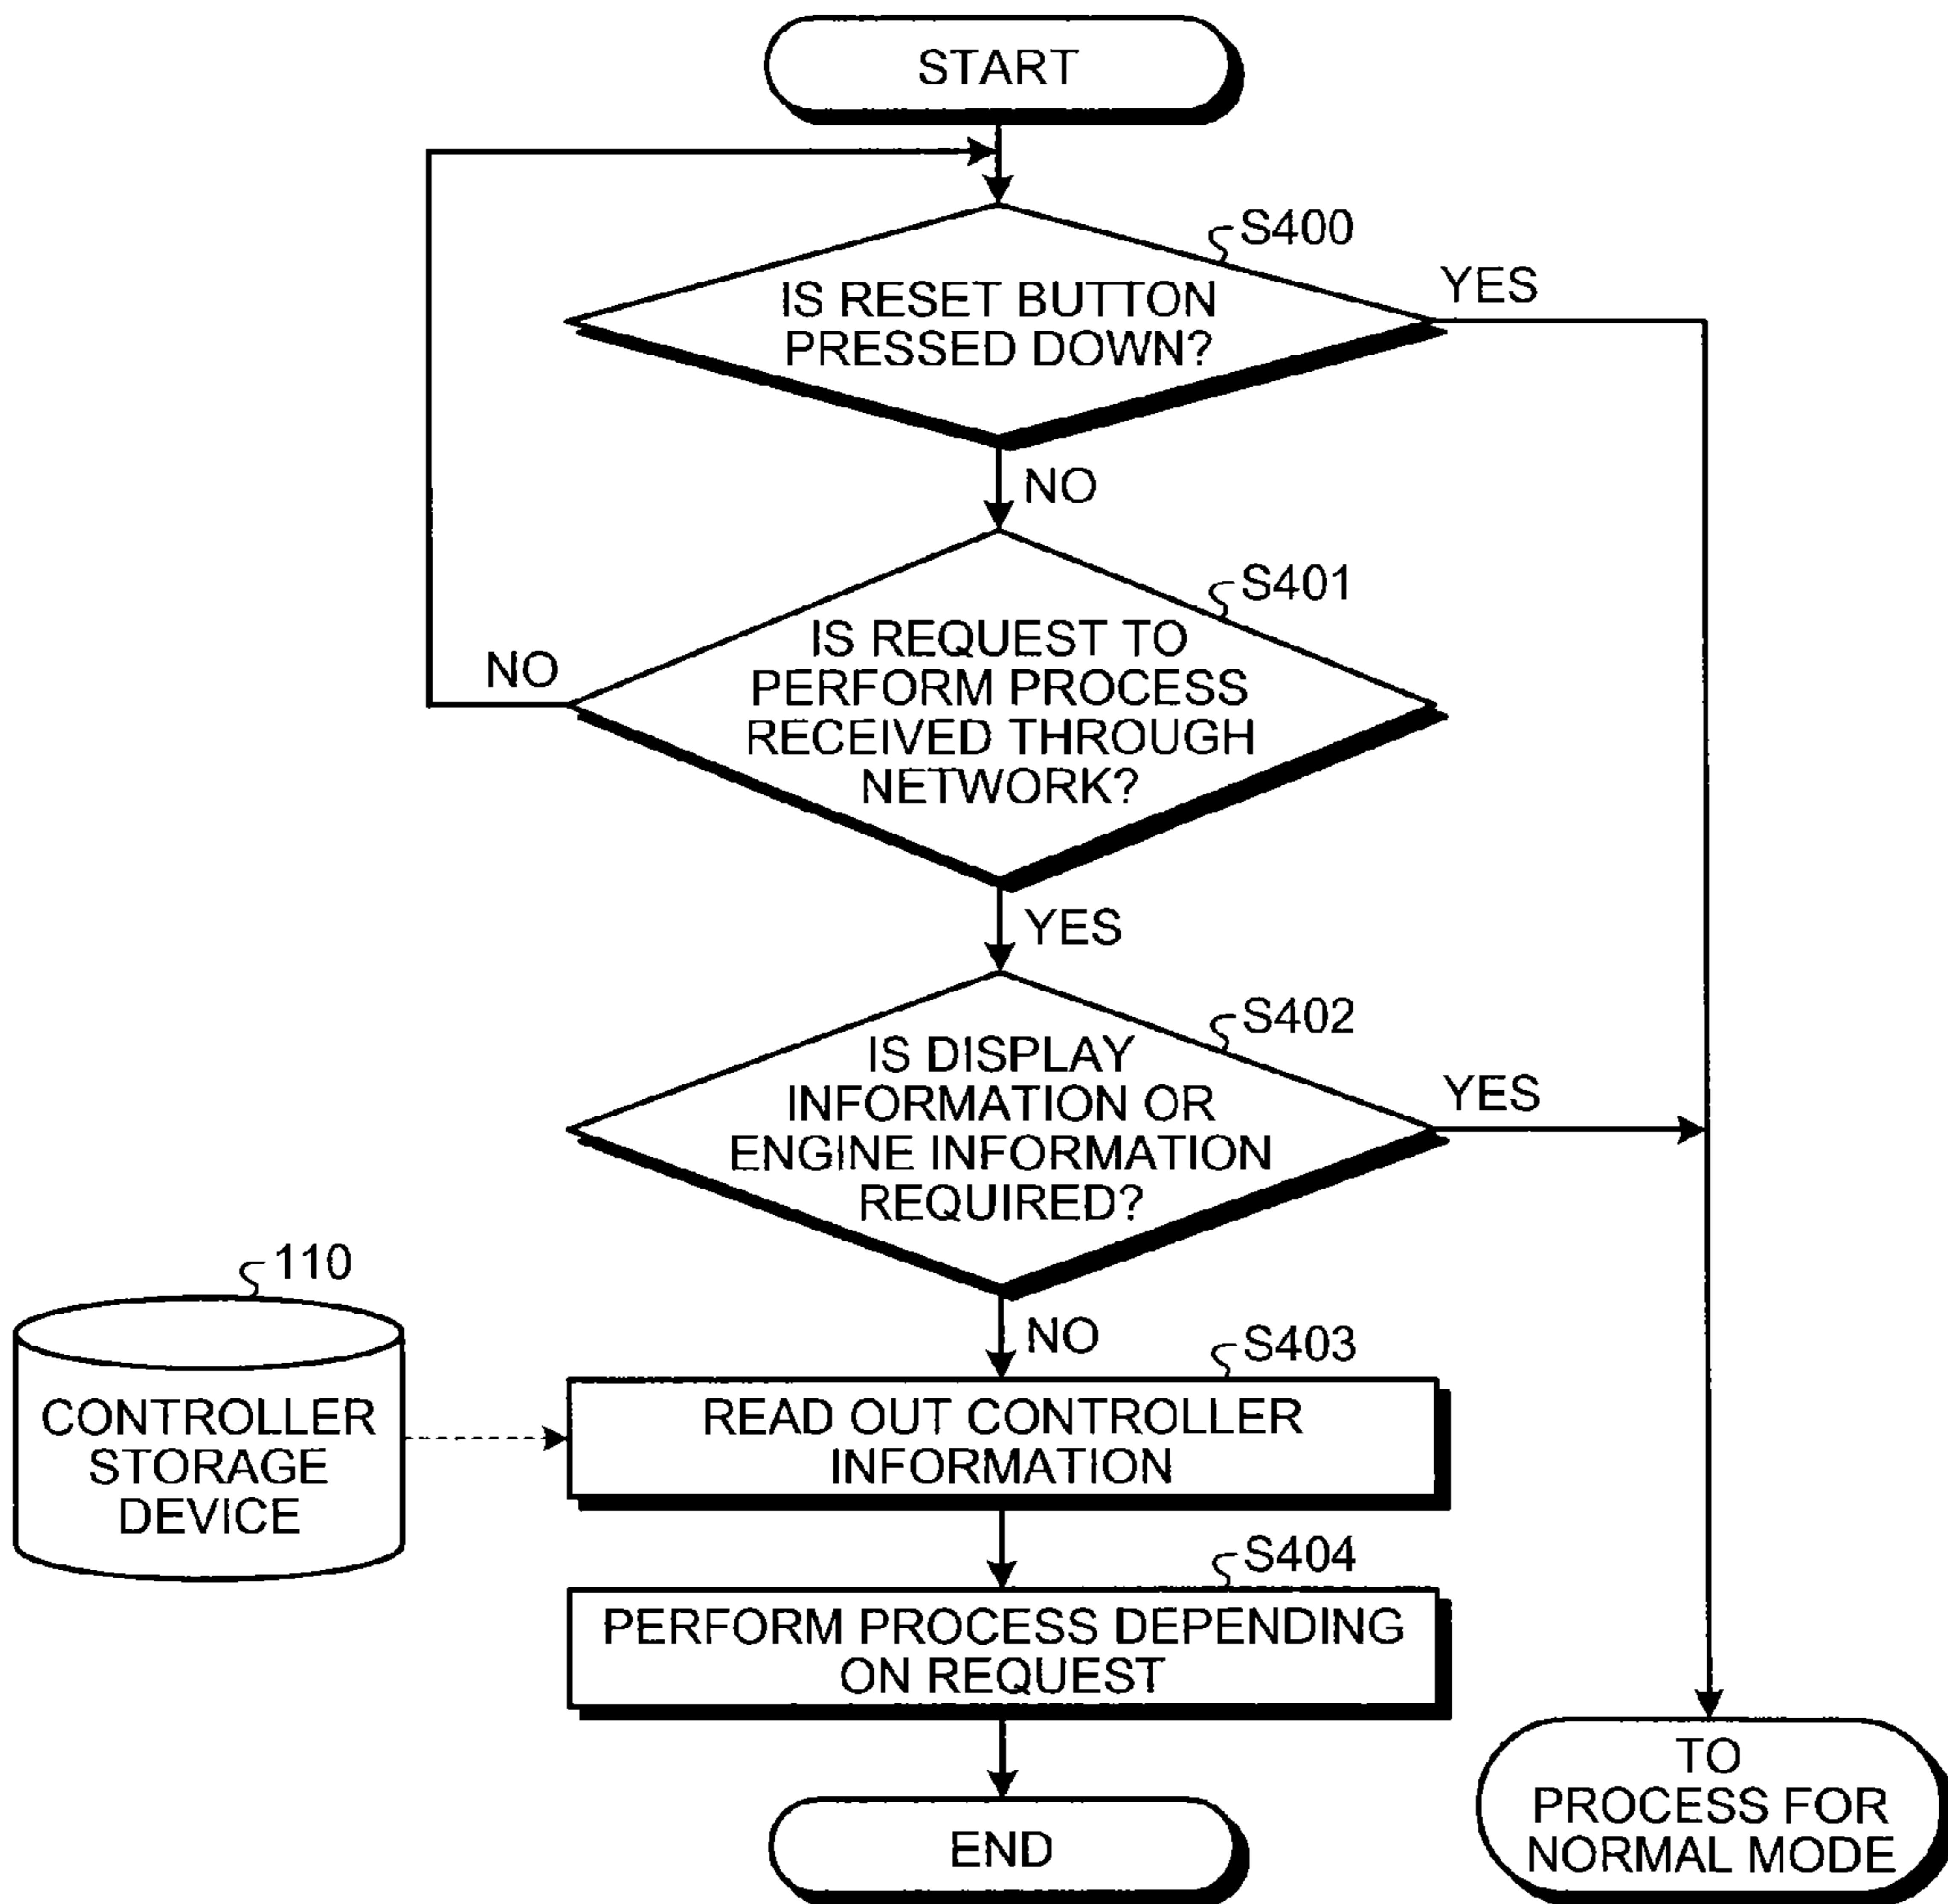 START
S400
IS RESET BUTTON
PRESSED DOWN?
YES
NO
S401
IS REQUEST TO
PERFORM PROCESS
RECEIVED THROUGH
NETWORK?
NO
YES
S402
IS DISPLAY
INFORMATION OR
ENGINE INFORMATION
REQUIRED?
YES
NO
110
CONTROLLER
STORAGE
DEVICE
S403
READ OUT CONTROLLER
INFORMATION
S404
PERFORM PROCESS DEPENDING
ON REQUEST
END
TO
PROCESS FOR
NORMAL MODE